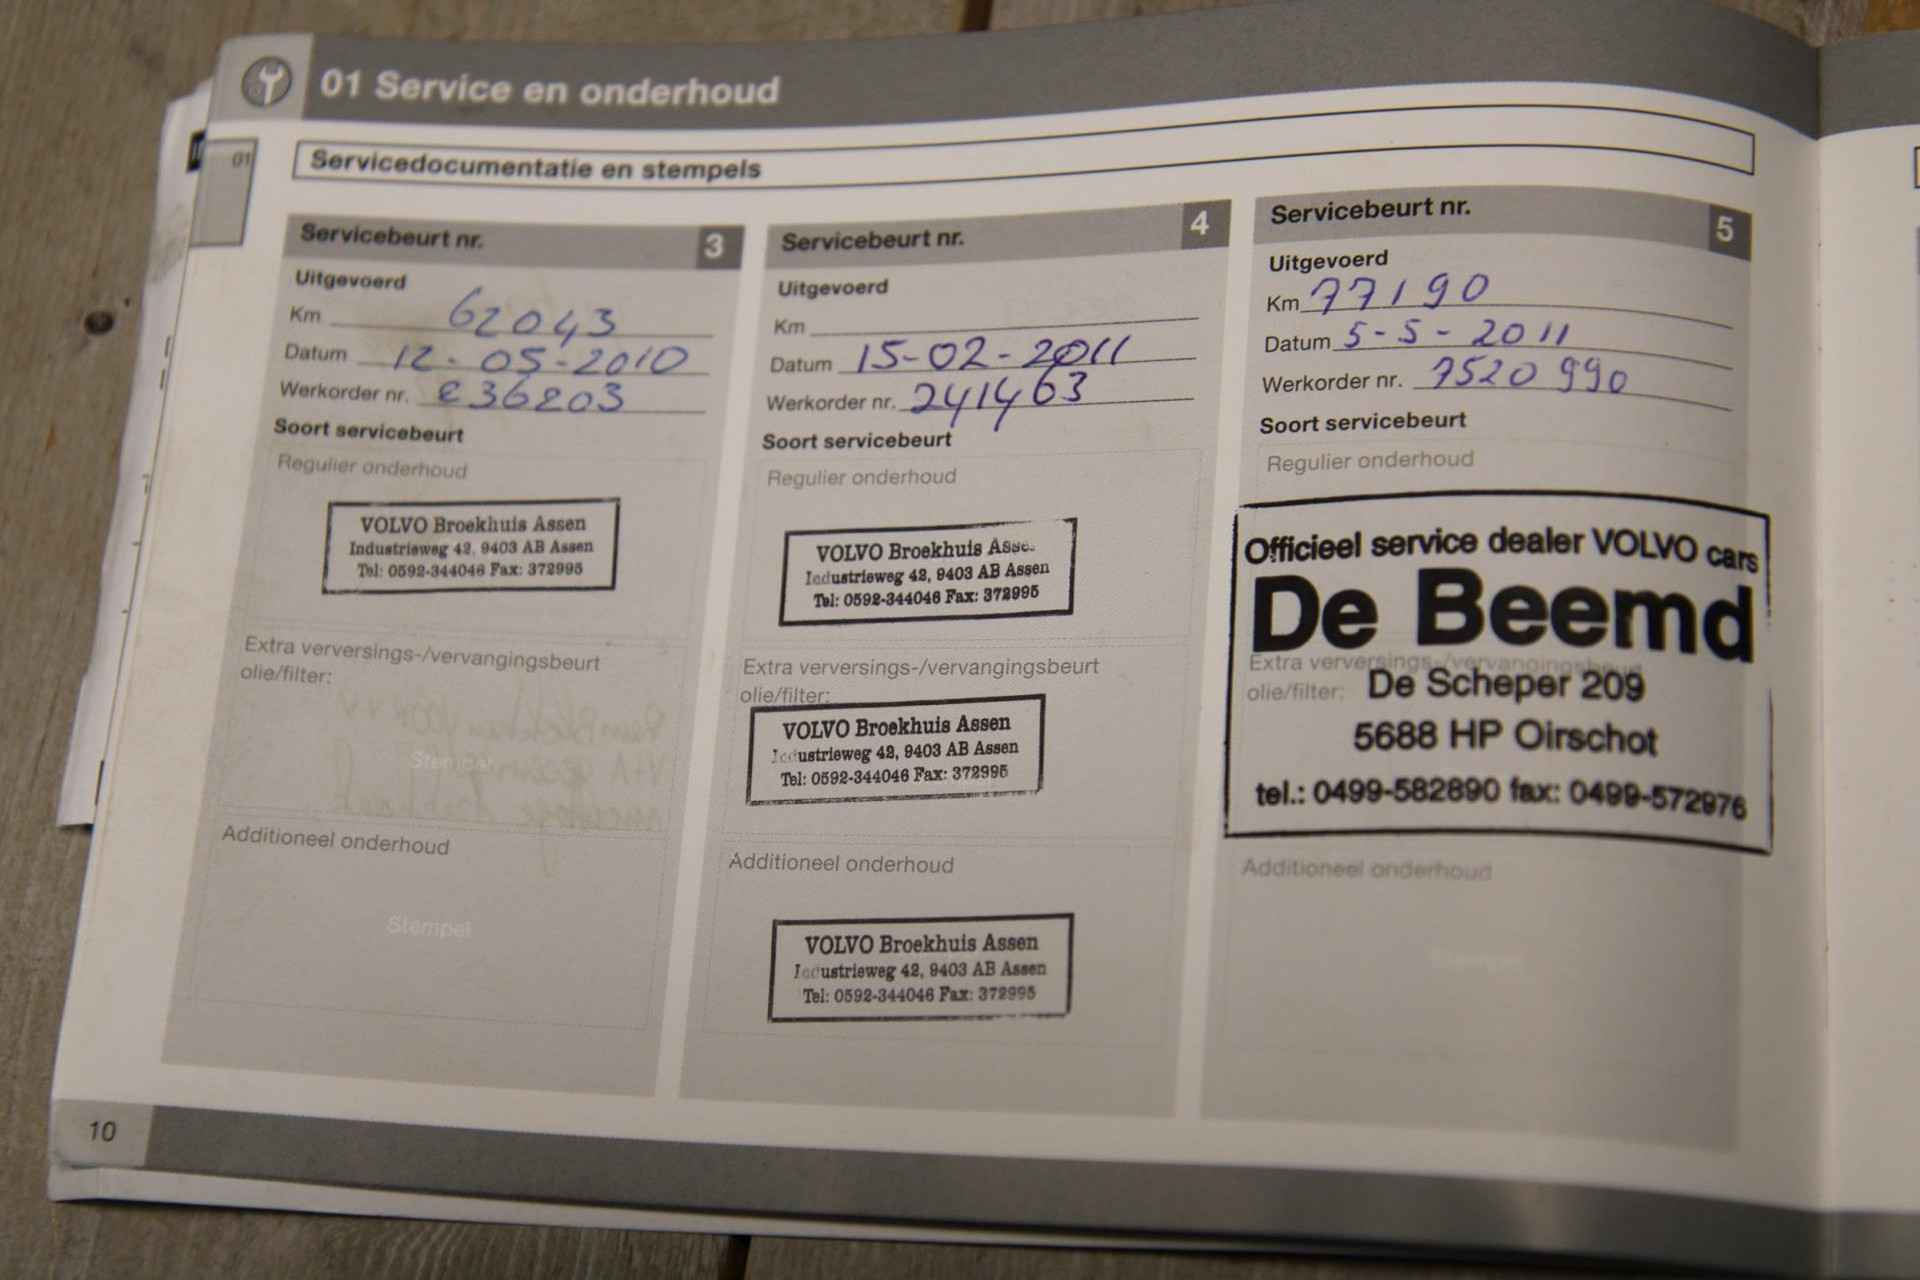 01 Service en onderhoud
01
Servicedocumentatie en stempels
Servicebeurt nr. 3
Uitgevoerd
Km 62043
Datum 12-05-2010
Werkorder nr. 236203
Soort servicebeurt
Regulier onderhoud
VOLVO Broekhuis Assen
Industrieweg 42, 9403 AB Assen
Tel: 0592-344046 Fax: 372995
Extra verversings-/vervangingsbeurt
olie/filter:
Stempel
Additioneel onderhoud
Stempel
Servicebeurt nr. 4
Uitgevoerd
Km
Datum 15-02-2011
Werkorder nr. 241463
Soort servicebeurt
Regulier onderhoud
VOLVO Broekhuis Assen
Industrieweg 42, 9403 AB Assen
Tel: 0592-344046 Fax: 372995
Extra verversings-/vervangingsbeurt
olie/filter:
VOLVO Broekhuis Assen
Industrieweg 42, 9403 AB Assen
Tel: 0592-344046 Fax: 372995
Additioneel onderhoud
VOLVO Broekhuis Assen
Industrieweg 42, 9403 AB Assen
Tel: 0592-344046 Fax: 372995
Servicebeurt nr. 5
Uitgevoerd
Km 77190
Datum 5-5-2011
Werkorder nr. 7520990
Soort servicebeurt
Regulier onderhoud
Officieel service dealer VOLVO cars
De Beemd
Extra verversings-/vervangingsbeurt
olie/filter: De Scheper 209
5688 HP Oirschot
tel.: 0499-582890 fax: 0499-572976
Additioneel onderhoud
Stempel
10